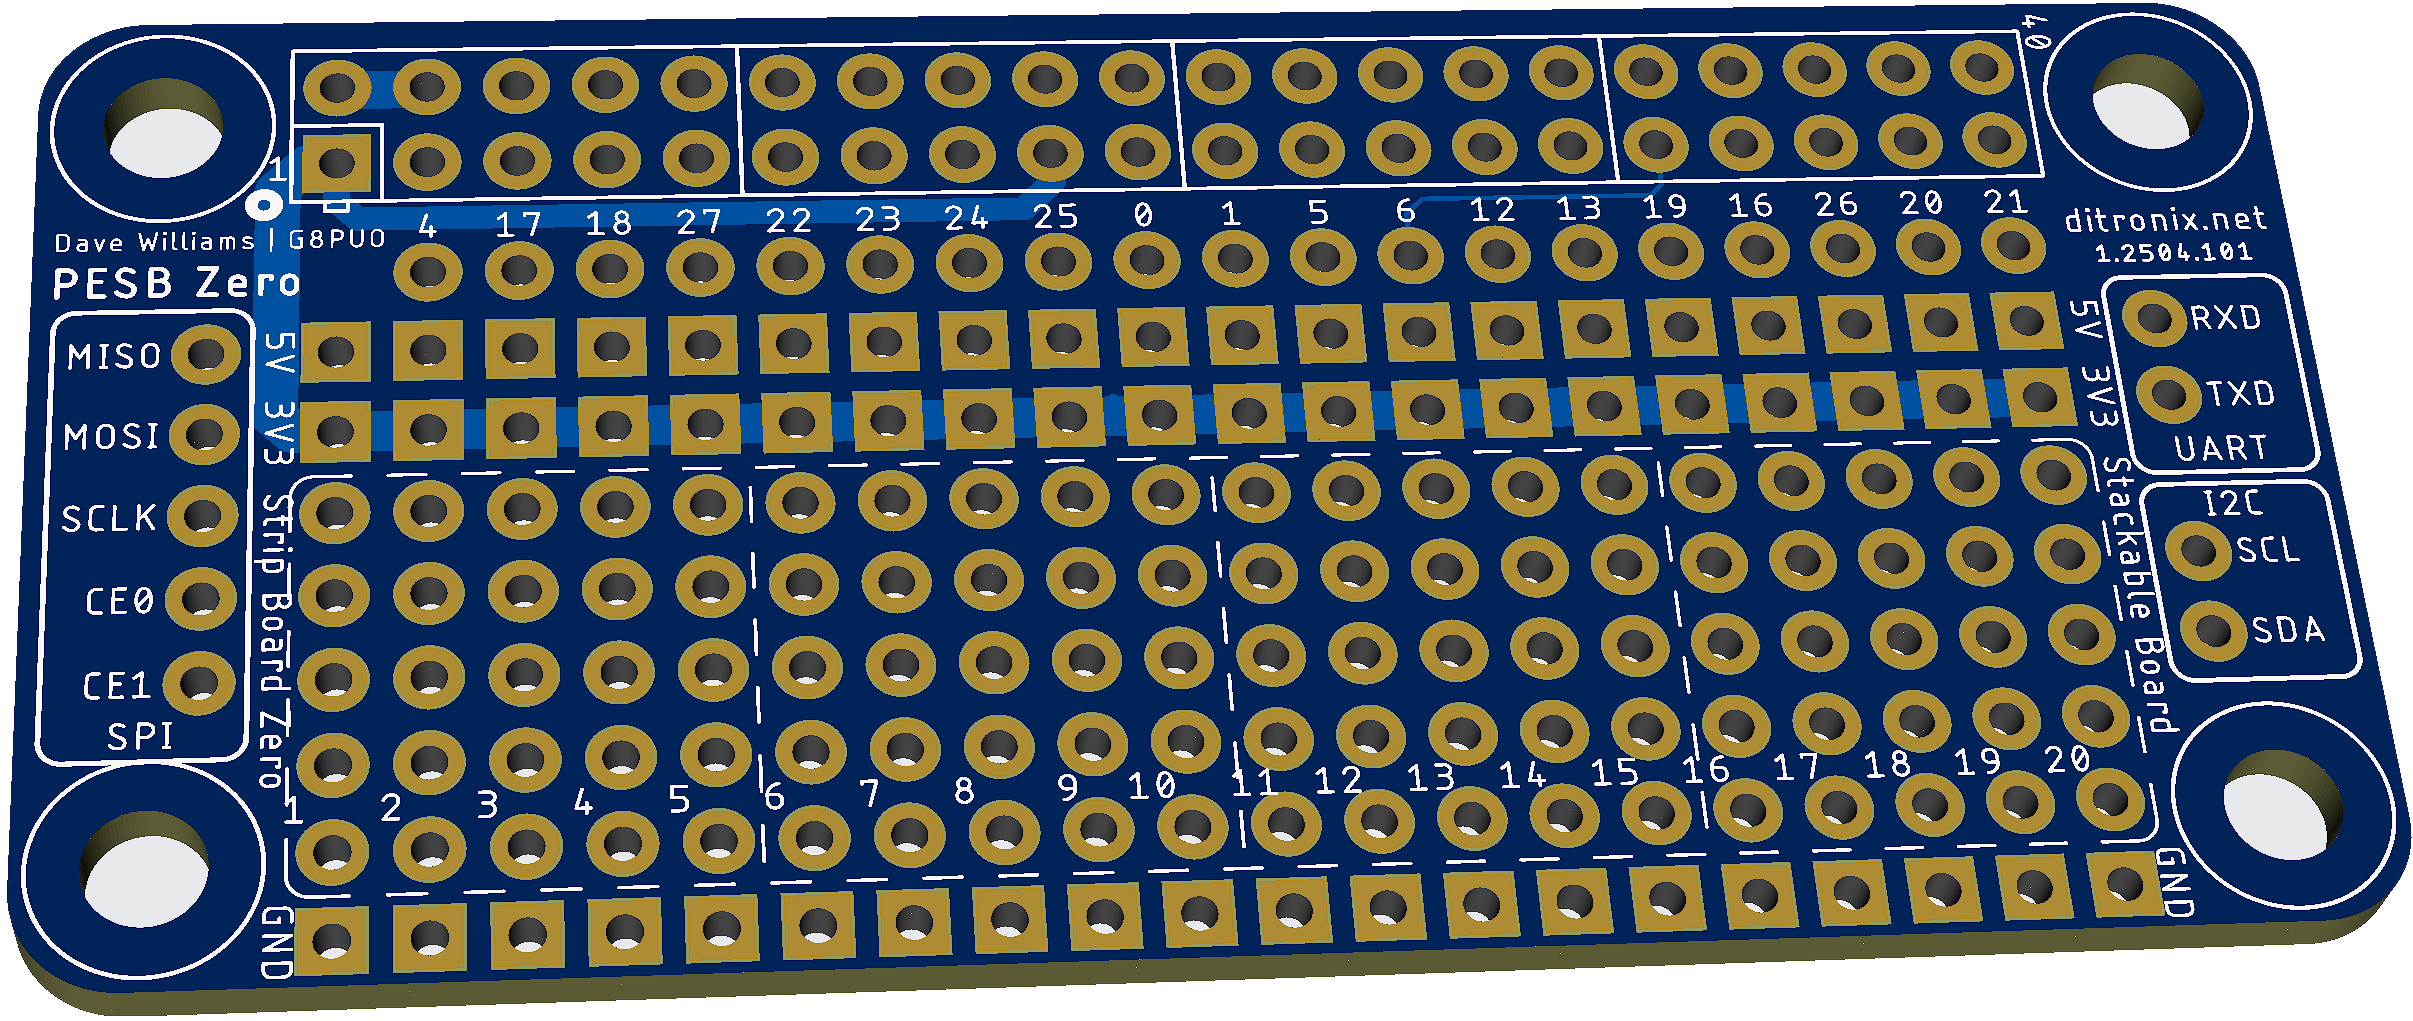 40
1
4 17 18 27 22 23 24 25 0 1 5 6 12 13 19 16 26 20 21
Dave Williams | G8PUO
PESB Zero
ditronix.net
1.2504.101
5V
5V
3V3
3V3
MISO
MOSI
SCLK
CE0
CE1
SPI
RXD
TXD
UART
I2C
SCL
SDA
Strip Board Zero
Stackable Board
1 2 3 4 5 6 7 8 9 10 11 12 13 14 15 16 17 18 19 20
GND
GND